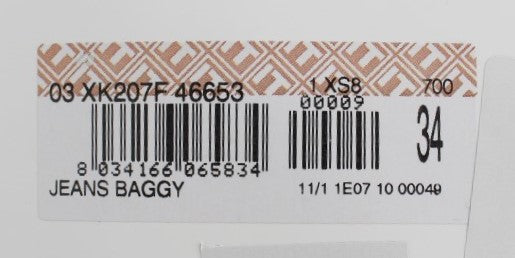 03 XK207F 46653 1 XS8 700
00009
34
8 034166 065834
JEANS BAGGY 11/1 1E07 10 00049